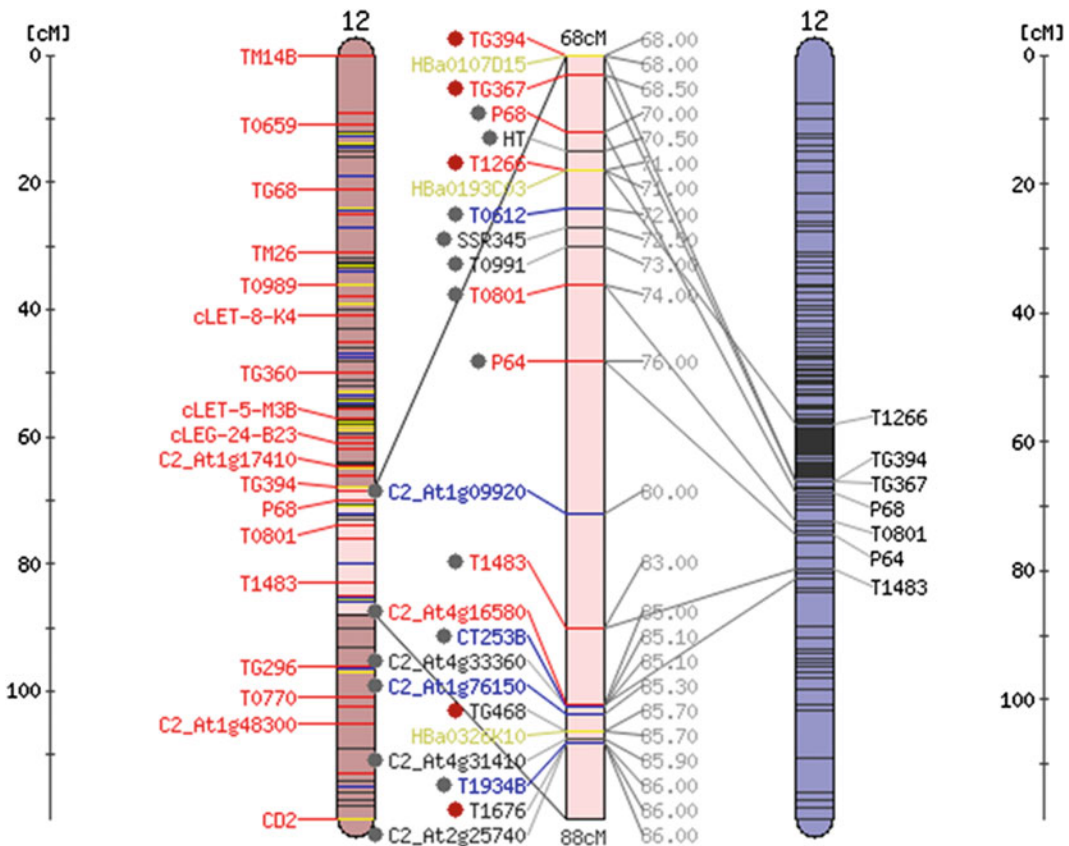 12
12
[cM]
[cM]
0
20
40
60
80
100
TM14B
T0659
TG68
TM26
T0989
cLET-8-K4
TG360
cLET-5-M3B
cLEG-24-B23
C2_At1g17410
TG394
P68
T0801
T1483
TG296
T0770
C2_At1g48300
CD2
68cM
TG394 68.00
HBa0107D15 68.00
TG367 68.50
P68 70.00
HT 70.50
T1266 71.00
HBa0193C03 71.00
T0612 72.00
SSR345 72.50
T0991 73.00
T0801 74.00
P64 76.00
C2_At1g09920 80.00
T1483 83.00
C2_At4g16580 85.00
CT253B 85.10
C2_At4g33360 85.10
C2_At1g76150 85.30
TG468 85.70
HBa0326K10 85.70
C2_At4g31410 85.90
T1934B 86.00
T1676 86.00
C2_At2g25740 86.00
88cM
T1266
TG394
TG367
P68
T0801
P64
T1483
0
20
40
60
80
100